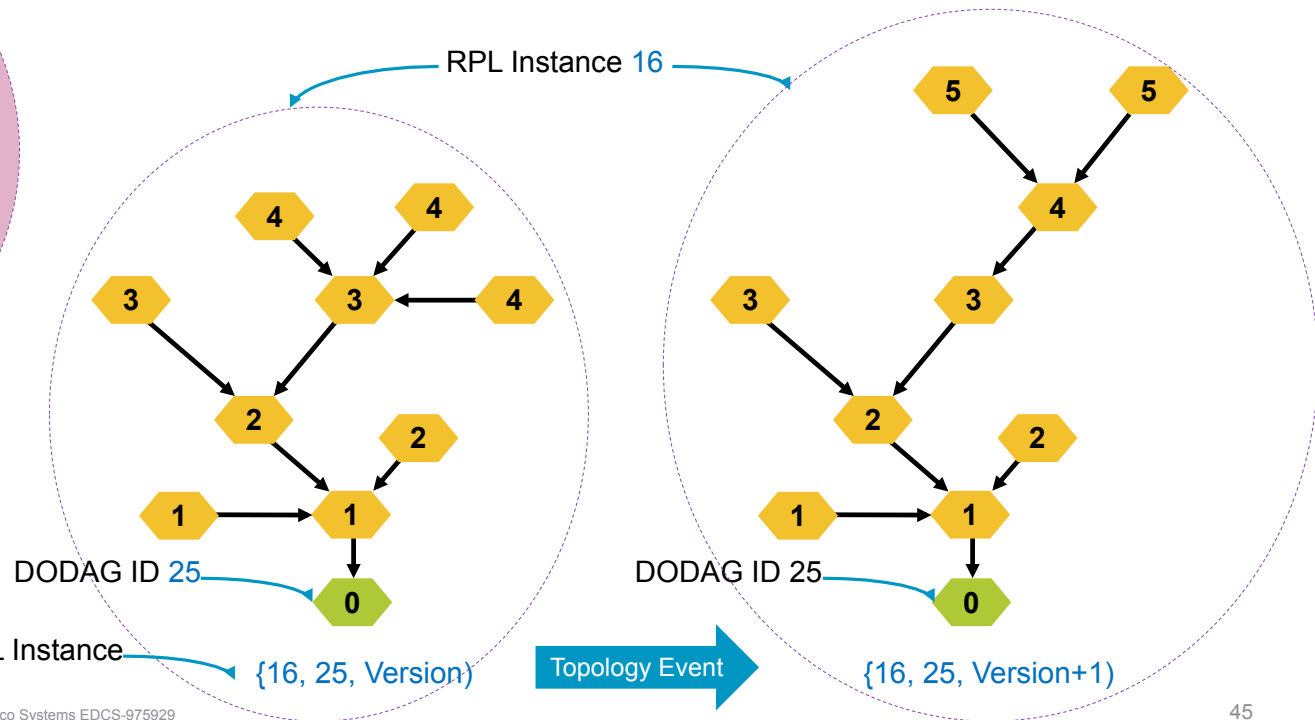 RPL Instance 16
5 5
4
4 4
3 3 4
3 3
2 2
2 2
1 1
1 1
DODAG ID 25
0
DODAG ID 25
0
L Instance
{16, 25, Version)
Topology Event
{16, 25, Version+1)
co Systems EDCS-975929
45